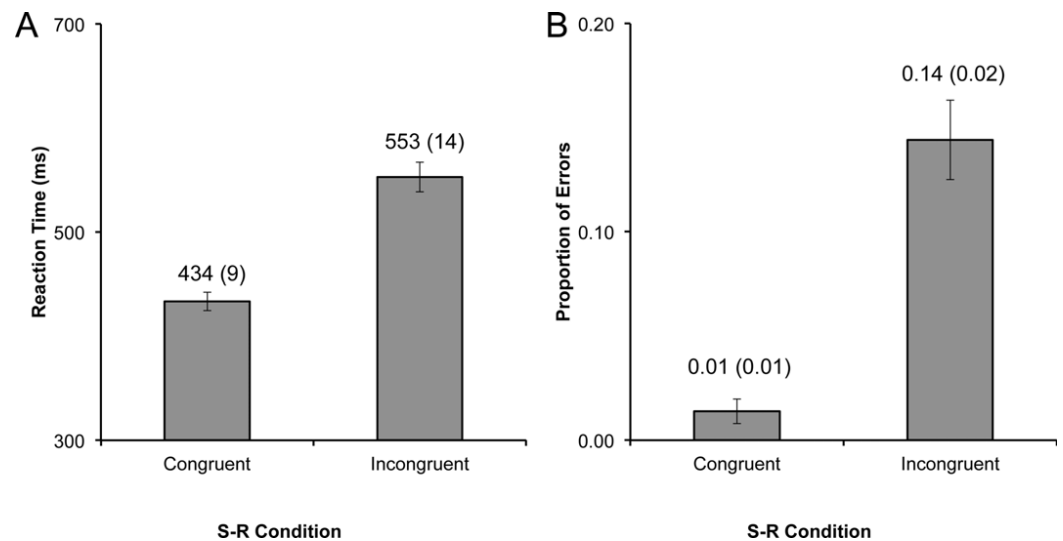 A
700
500
300
Reaction Time (ms)
434 (9)
553 (14)
Congruent
Incongruent
S-R Condition
B
0.20
0.10
0.00
Proportion of Errors
0.01 (0.01)
0.14 (0.02)
Congruent
Incongruent
S-R Condition